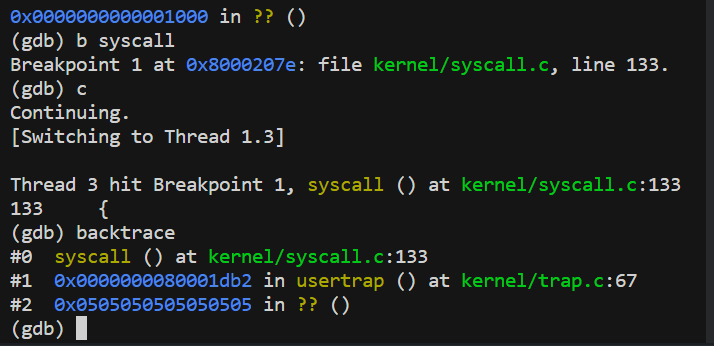 0x0000000000001000 in ?? ()
(gdb) b syscall
Breakpoint 1 at 0x8000207e: file kernel/syscall.c, line 133.
(gdb) c
Continuing.
[Switching to Thread 1.3]
Thread 3 hit Breakpoint 1, syscall () at kernel/syscall.c:133
133     {
(gdb) backtrace
#0  syscall () at kernel/syscall.c:133
#1  0x0000000080001db2 in usertrap () at kernel/trap.c:67
#2  0x0505050505050505 in ?? ()
(gdb)